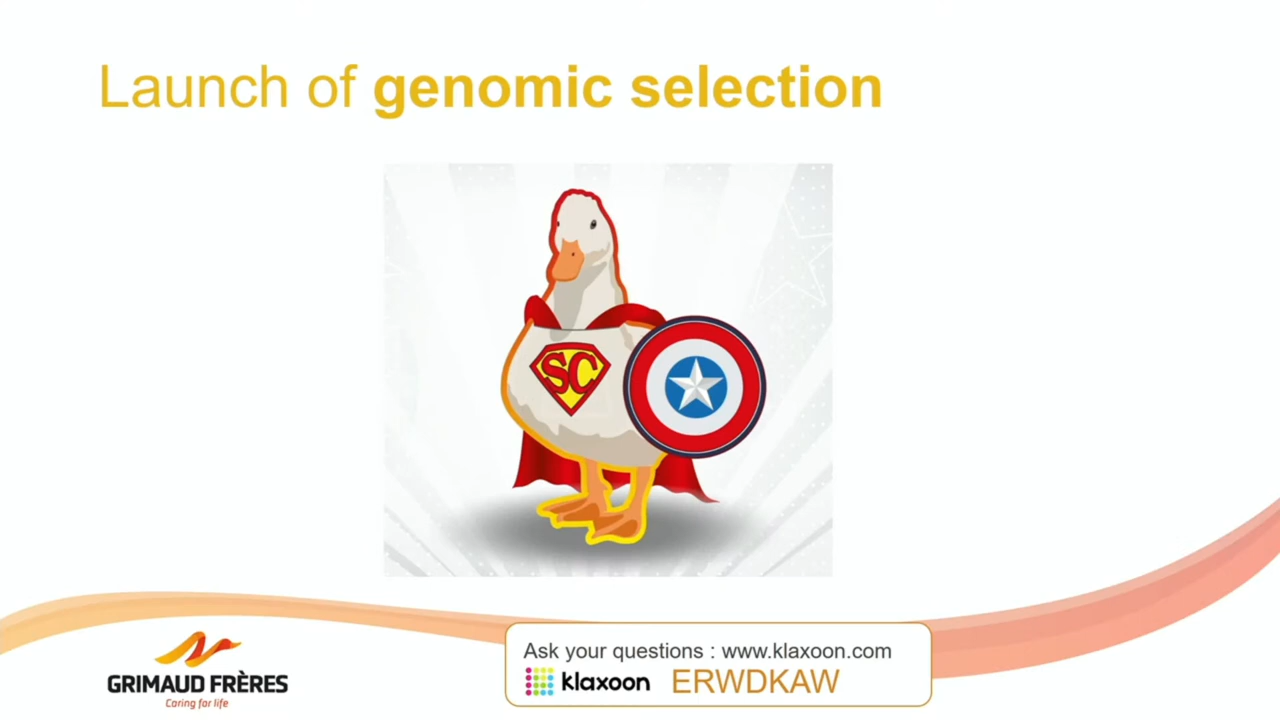 Launch of genomic selection
SC
GRIMAUD FRÈRES
Caring for life
Ask your questions : www.klaxoon.com
klaxoon ERWDKAW